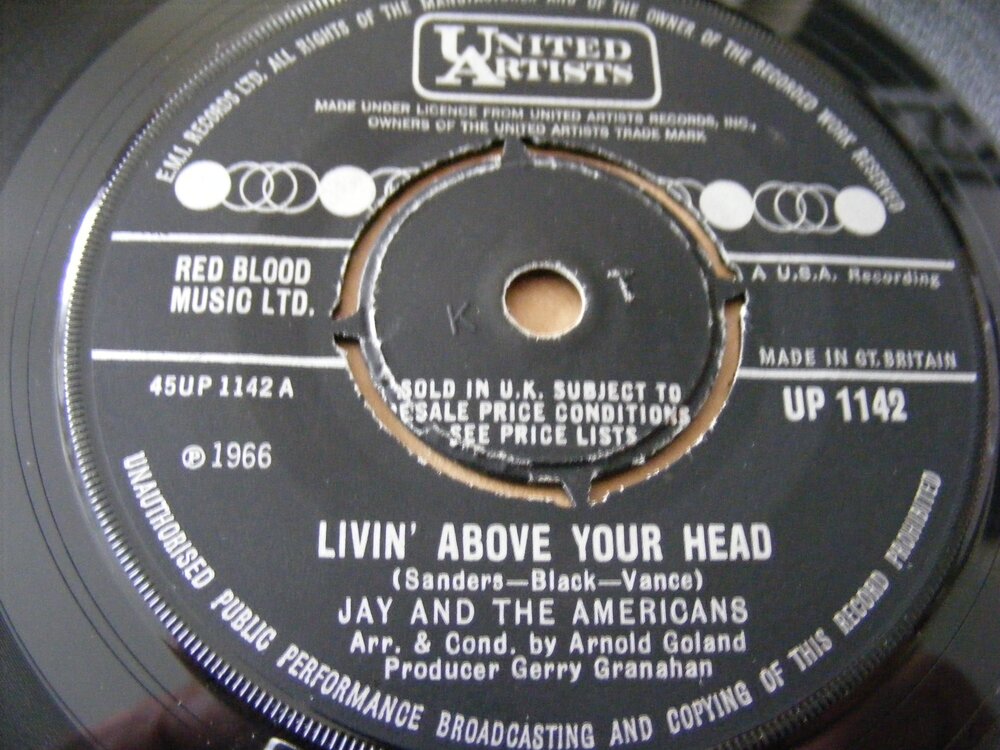 E.M.I. RECORDS LTD. ALL RIGHTS OF THE MANUFACTURER AND OF THE OWNER OF THE RECORDED WORK RESERVED
UNITED
ARTISTS
MADE UNDER LICENCE FROM UNITED ARTISTS RECORDS, INC.,
OWNERS OF THE UNITED ARTISTS TRADE MARK
RED BLOOD
MUSIC LTD.
A U.S.A. Recording
K T
MADE IN GT. BRITAIN
45UP 1142 A
UP 1142
SOLD IN U.K. SUBJECT TO
RESALE PRICE CONDITIONS
SEE PRICE LISTS
℗ 1966
LIVIN' ABOVE YOUR HEAD
(Sanders—Black—Vance)
JAY AND THE AMERICANS
Arr. & Cond. by Arnold Goland
Producer Gerry Granahan
UNAUTHORISED PUBLIC PERFORMANCE BROADCASTING AND COPYING OF THIS RECORD PROHIBITED